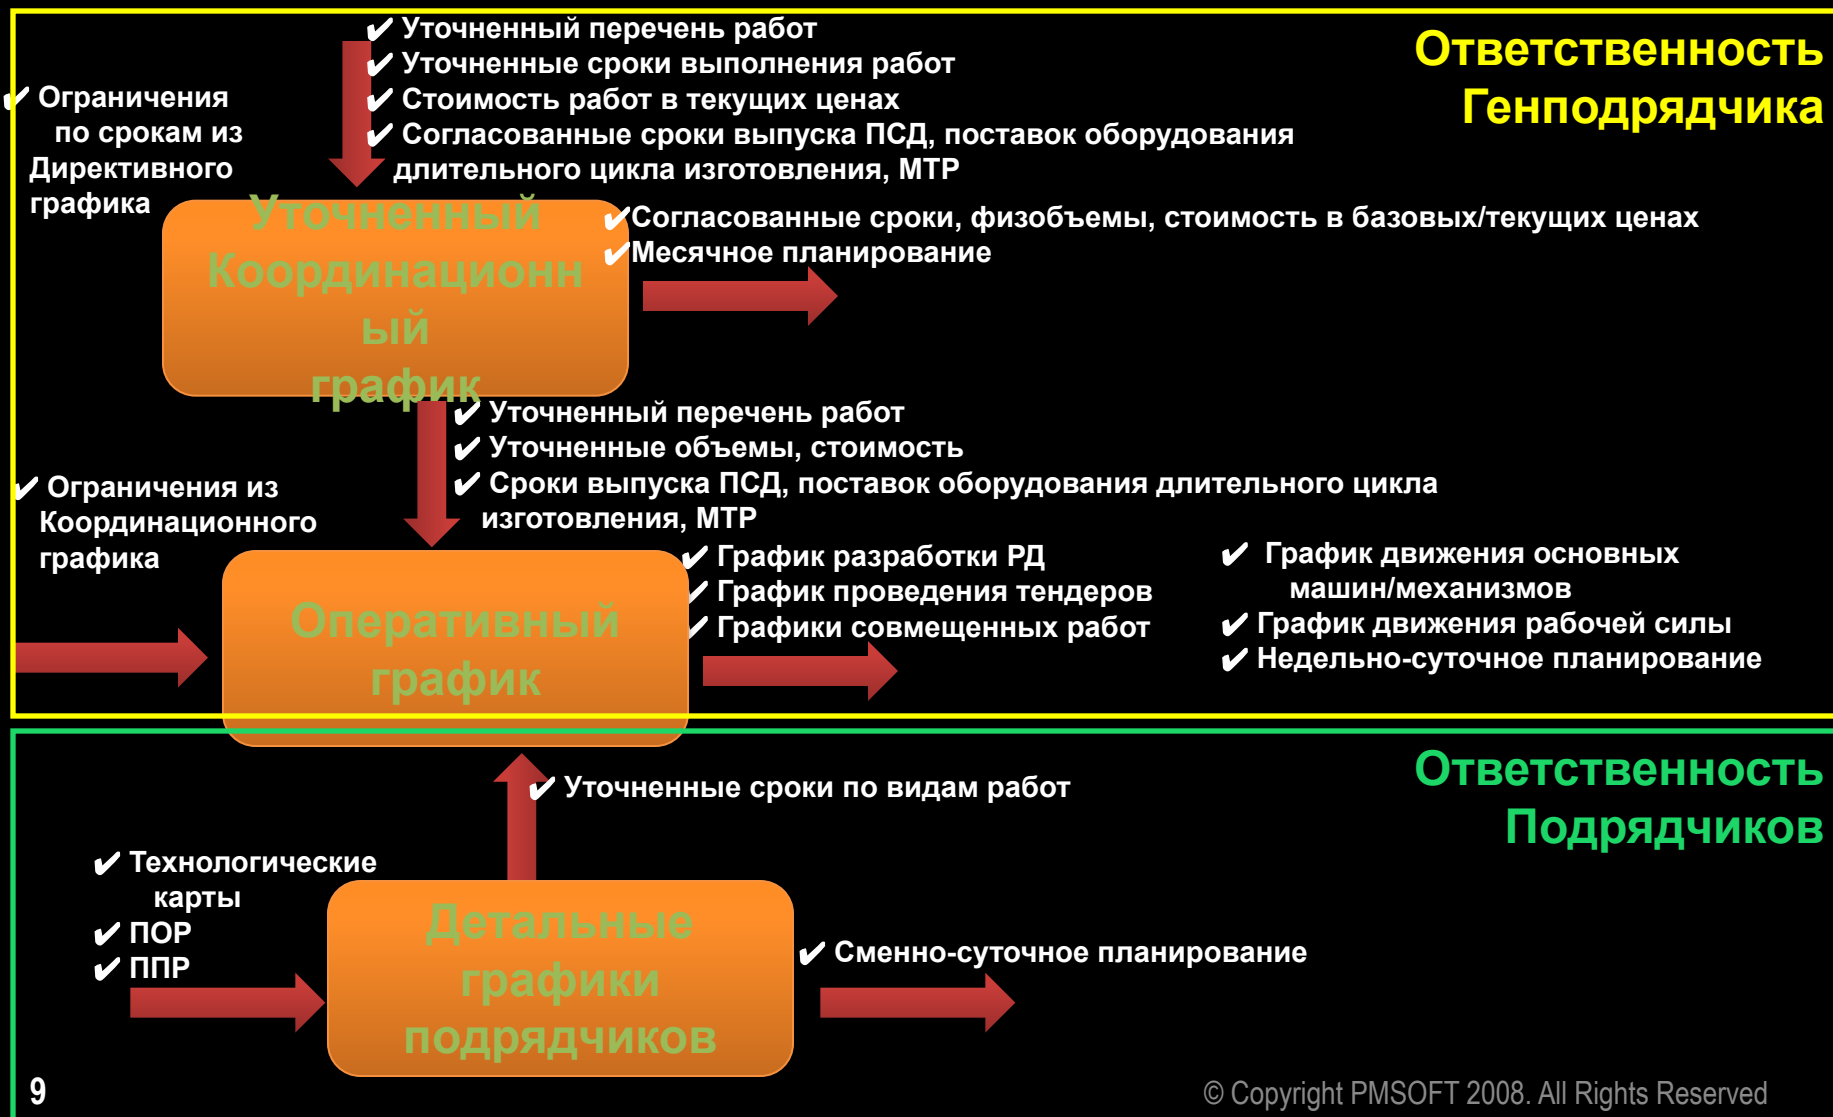 ✔ Уточненный перечень работ
✔ Уточненные сроки выполнения работ
✔ Стоимость работ в текущих ценах
✔ Согласованные сроки выпуска ПСД, поставок оборудования
длительного цикла изготовления, МТР
Ответственность
Генподрядчика
✔ Ограничения
по срокам из
Директивного
графика
Уточненный
Координационн
ый
график
✔Согласованные сроки, физобъемы, стоимость в базовых/текущих ценах
✔Месячное планирование
✔ Уточненный перечень работ
✔ Уточненные объемы, стоимость
✔ Сроки выпуска ПСД, поставок оборудования длительного цикла
изготовления, МТР
✔ Ограничения из
Координационного
графика
Оперативный
график
✔ График разработки РД
✔ График проведения тендеров
✔ Графики совмещенных работ
✔ График движения основных
машин/механизмов
✔ График движения рабочей силы
✔ Недельно-суточное планирование
Ответственность
Подрядчиков
✔ Уточненные сроки по видам работ
✔ Технологические
карты
✔ ПОР
✔ ППР
Детальные
графики
подрядчиков
✔ Сменно-суточное планирование
9
© Copyright PMSOFT 2008. All Rights Reserved